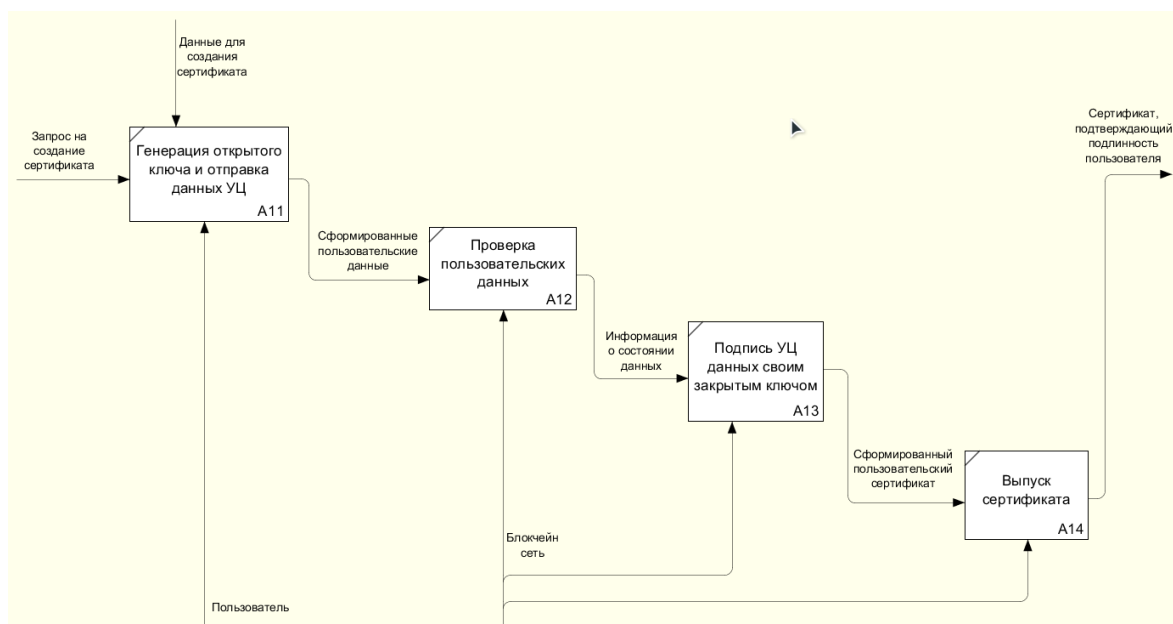 Данные для
создания
сертификата
Запрос на
создание
сертификата
Генерация открытого
ключа и отправка
данных УЦ
A11
Сертификат,
подтверждающий
подлинность
пользователя
Сформированные
пользовательские
данные
Проверка
пользовательских
данных
A12
Информация
о состоянии
данных
Подпись УЦ
данных своим
закрытым ключом
A13
Сформированный
пользовательский
сертификат
Выпуск
сертификата
A14
Блокчейн
сеть
Пользователь